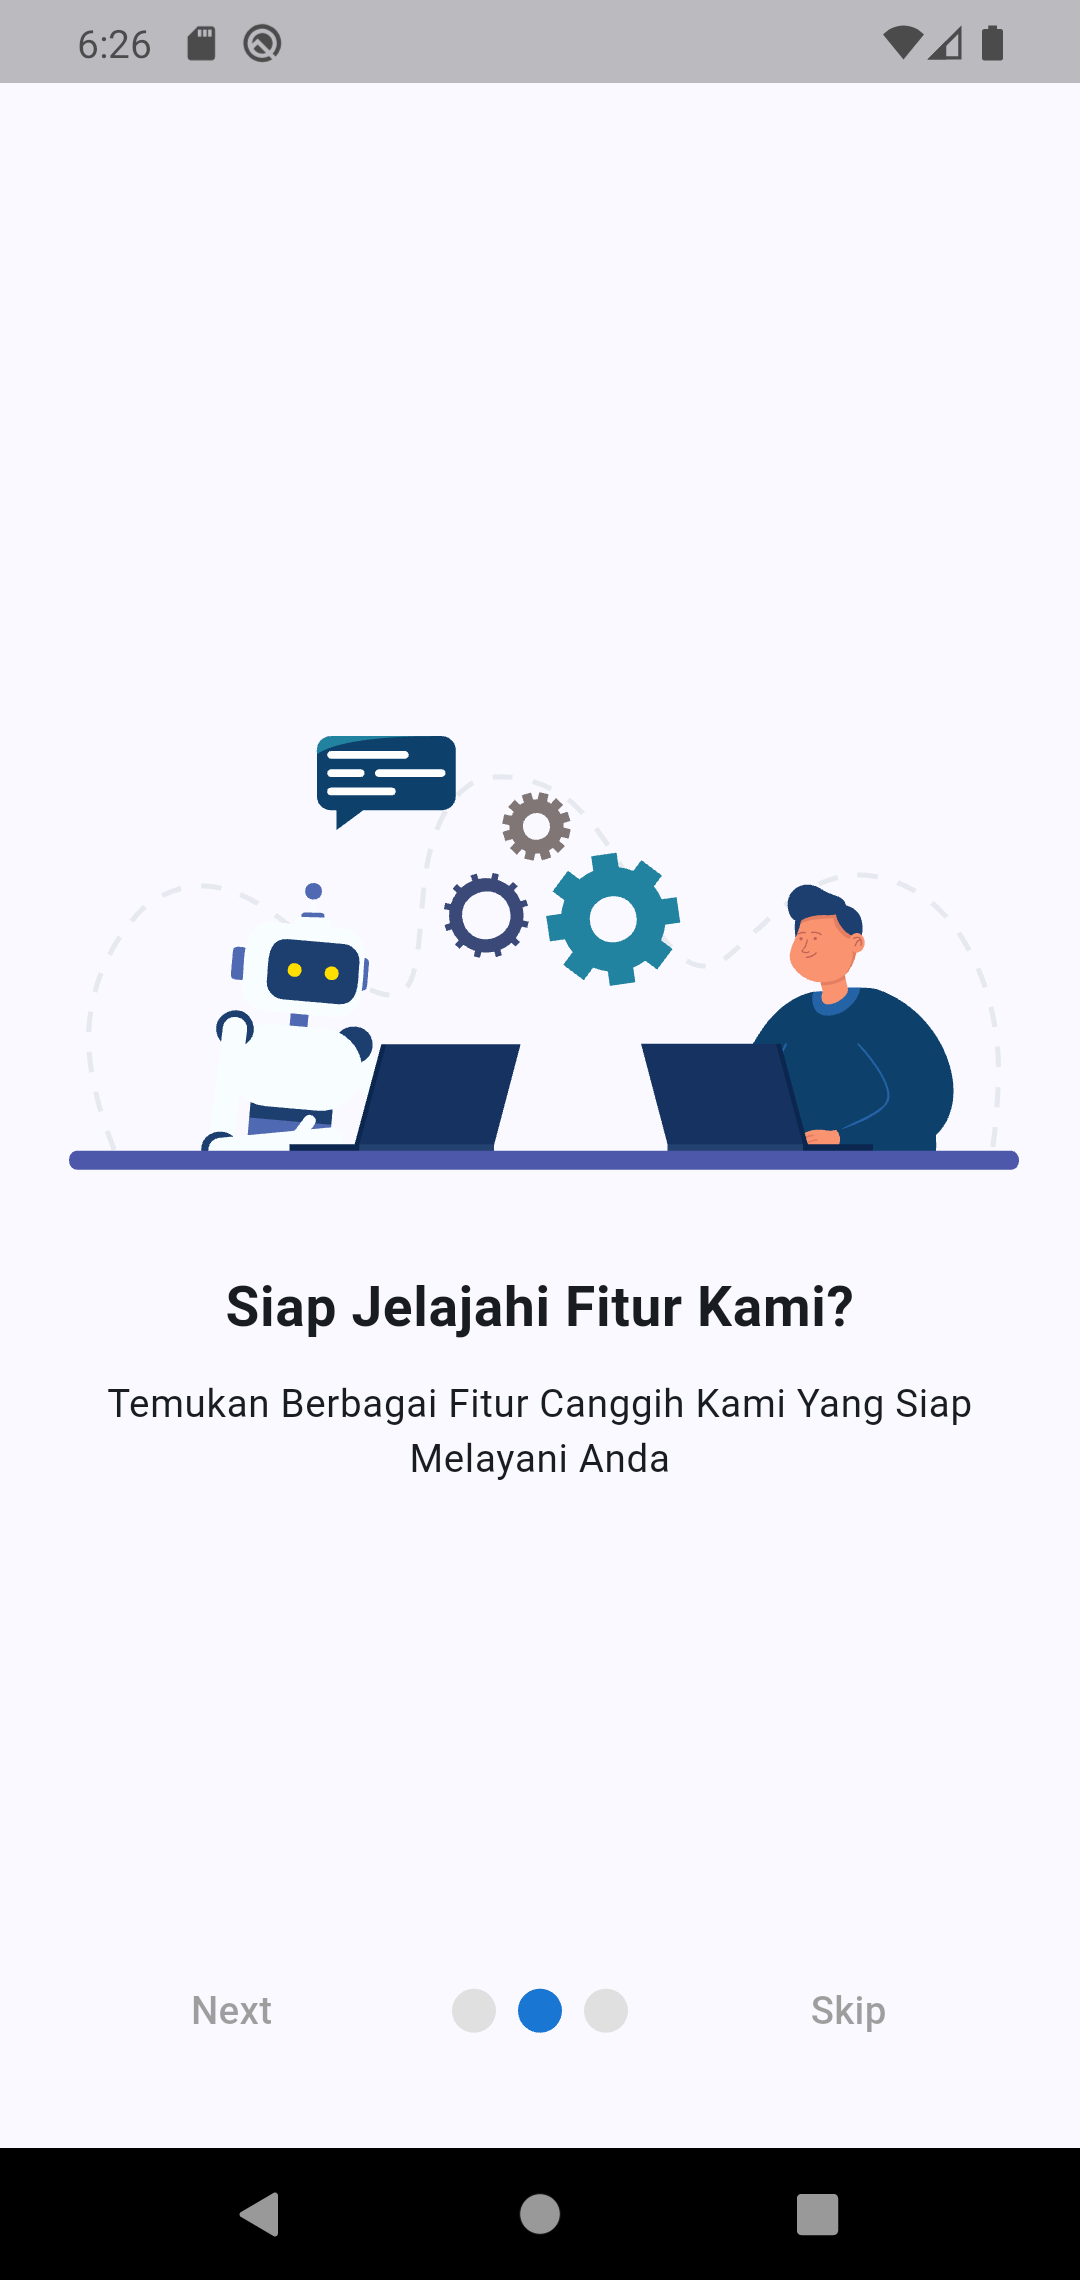 6:26
Siap Jelajahi Fitur Kami?
Temukan Berbagai Fitur Canggih Kami Yang Siap
Melayani Anda
Next
Skip